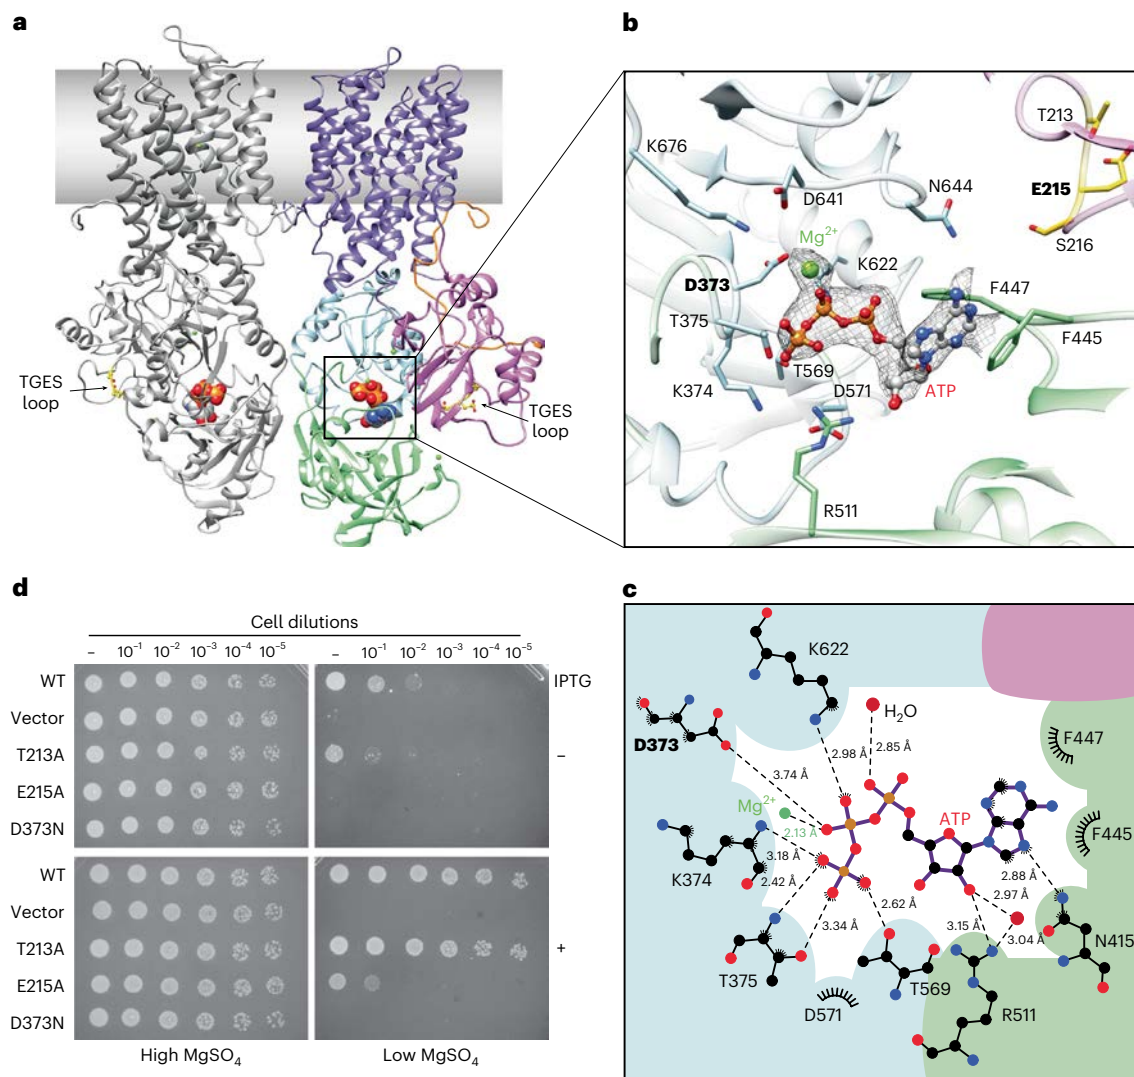 a
TGES
loop
TGES
loop
b
T213
K676
E215
D641
N644
S216
Mg2+
K622
D373
F447
T375
F445
T569
D571
K374
ATP
R511
d
Cell dilutions
– 10−1 10−2 10−3 10−4 10−5 – 10−1 10−2 10−3 10−4 10−5
WT
IPTG
Vector
T213A
–
E215A
D373N
WT
Vector
T213A
+
E215A
D373N
High MgSO4
Low MgSO4
c
K622
H2O
D373
F447
2.98 Å
2.85 Å
3.74 Å
Mg2+
ATP
2.13 Å
F445
3.18 Å
K374
2.42 Å
2.88 Å
2.62 Å
2.97 Å
3.34 Å
3.15 Å
3.04 Å
N415
T375
T569
D571
R511